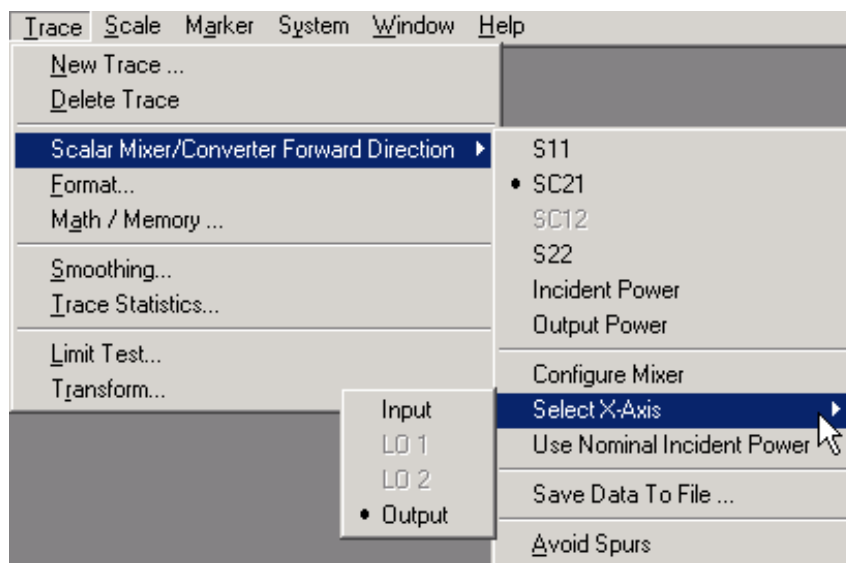 Trace Scale Marker System Window Help
New Trace ...
Delete Trace
Scalar Mixer/Converter Forward Direction
Format...
Math / Memory ...
Smoothing...
Trace Statistics...
Limit Test...
Transform...
S11
SC21
SC12
S22
Incident Power
Output Power
Configure Mixer
Select X-Axis
Use Nominal Incident Power
Save Data To File ...
Avoid Spurs
Input
LO 1
LO 2
Output